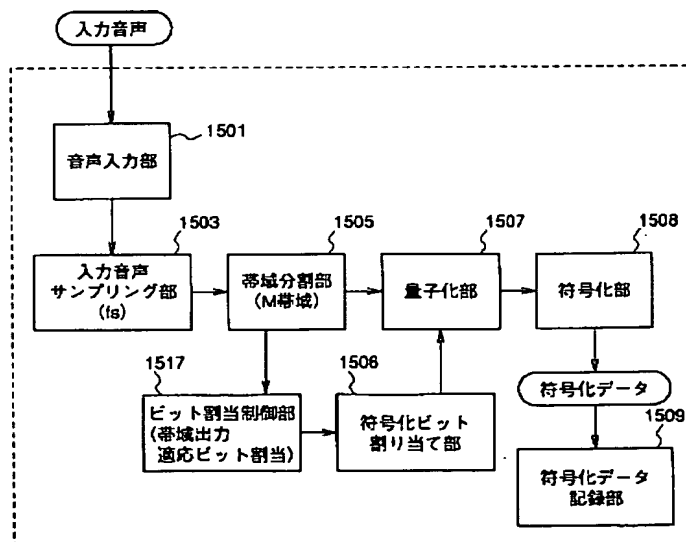 入力音声
1501
音声入力部
1503
入力音声
サンプリング部
(fs)
1505
帯域分割部
(M帯域)
1507
量子化部
1508
符号化部
1517
ビット割当制御部
(帯域出力
適応ビット割当)
1506
符号化ビット
割り当て部
符号化データ
1509
符号化データ
記録部